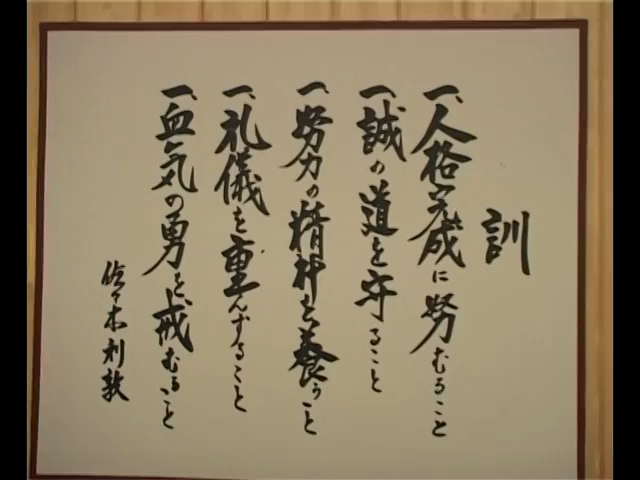 訓
一、人格完成に努むること
一、誠の道を守ること
一、努力の精神を養うこと
一、礼儀を重んずること
一、血気の勇を戒むること
佐々木利敦